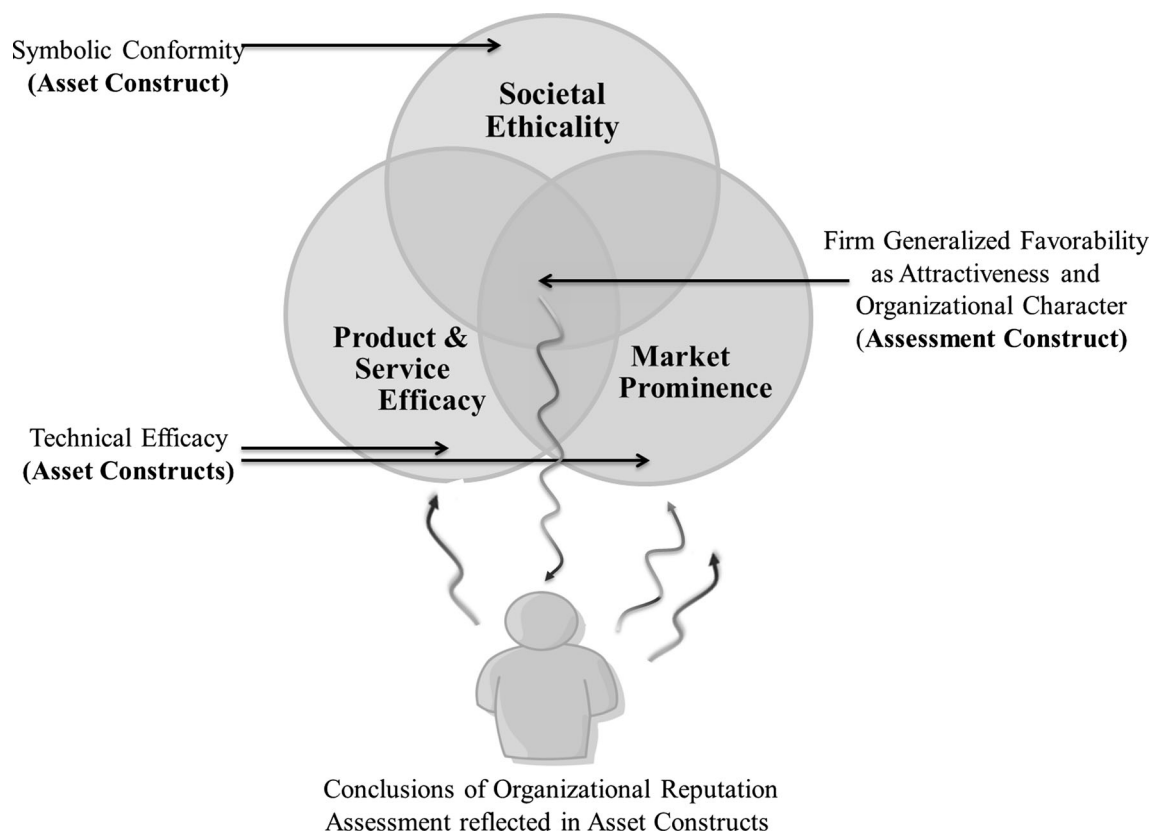 Symbolic Conformity
(Asset Construct)
Societal
Ethicality
Firm Generalized Favorability
as Attractiveness and
Organizational Character
(Assessment Construct)
Product &
Service
Efficacy
Market
Prominence
Technical Efficacy
(Asset Constructs)
Conclusions of Organizational Reputation
Assessment reflected in Asset Constructs